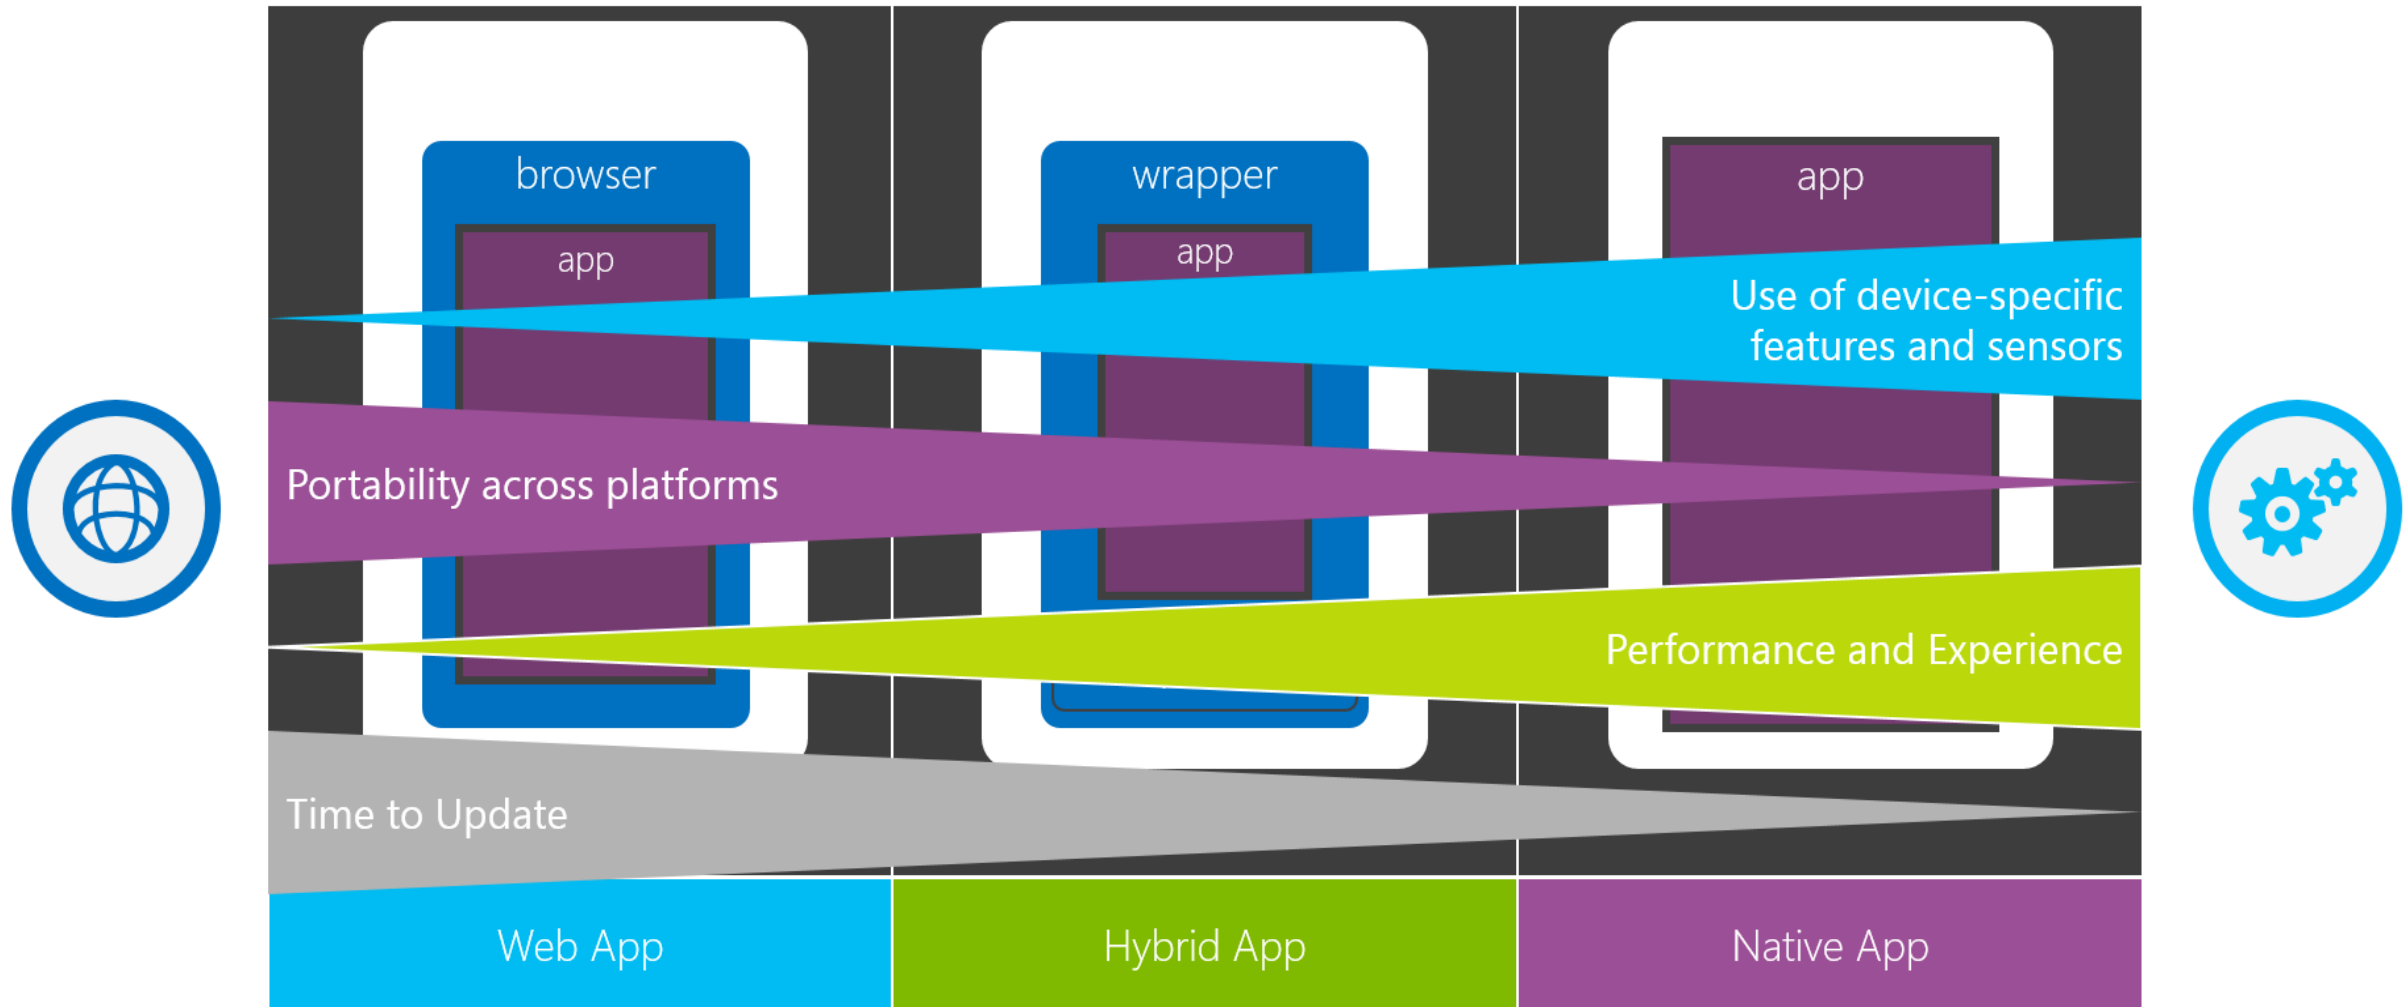 browser
wrapper
app
app
app
Use of device-specific
features and sensors
Portability across platforms
Performance and Experience
Time to Update
Web App
Hybrid App
Native App